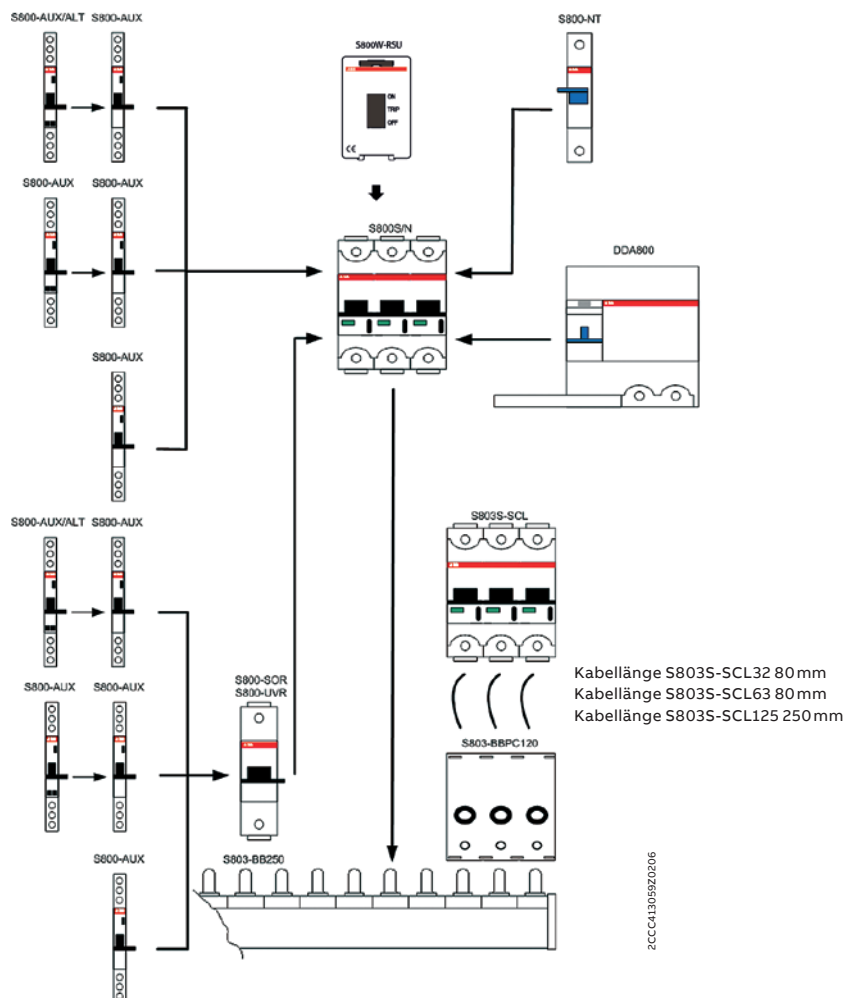 S800-AUX/ALT S800-AUX
S800W-RSU
S800-NT
ON
TRIP
OFF
CE
S800-AUX S800-AUX
S800S/N
DDA800
S800-AUX
S803S-SCL
S800-AUX/ALT S800-AUX
Kabellänge S803S-SCL32 80 mm
Kabellänge S803S-SCL63 80 mm
Kabellänge S803S-SCL125 250 mm
S800-AUX S800-AUX
S800-SOR
S800-UVR
S803-BBPC120
S800-AUX
S803-BB250
2CCC413059Z0206